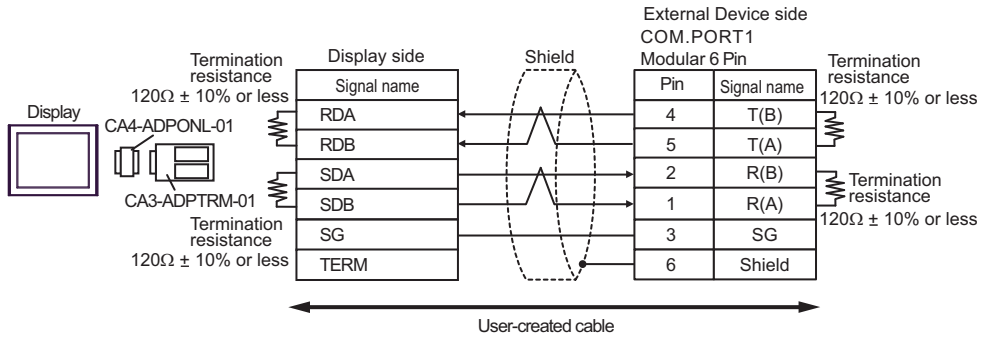 External Device side
COM.PORT1
Modular 6 Pin
Display side
Shield
Termination
resistance
120Ω ± 10% or less
Termination
resistance
120Ω ± 10% or less
Signal name
Pin
Signal name
Display
CA4-ADPONL-01
CA3-ADPTRM-01
RDA
4
T(B)
RDB
5
T(A)
SDA
2
R(B)
SDB
1
R(A)
SG
3
SG
TERM
6
Shield
Termination
resistance
120Ω ± 10% or less
Termination
resistance
120Ω ± 10% or less
User-created cable